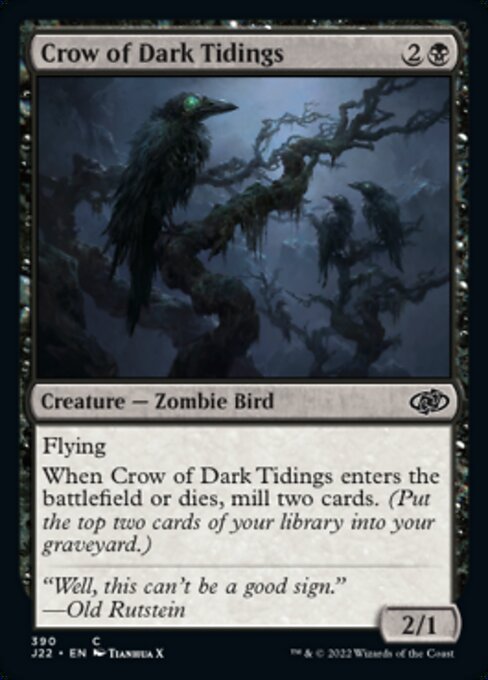 Crow of Dark Tidings 2
Creature — Zombie Bird
Flying
When Crow of Dark Tidings enters the
battlefield or dies, mill two cards. (Put
the top two cards of your library into your
graveyard.)
"Well, this can't be a good sign."
—Old Rutstein
2/1
390 C
J22 • EN Tianhua X
™ & © 2022 Wizards of the Coast